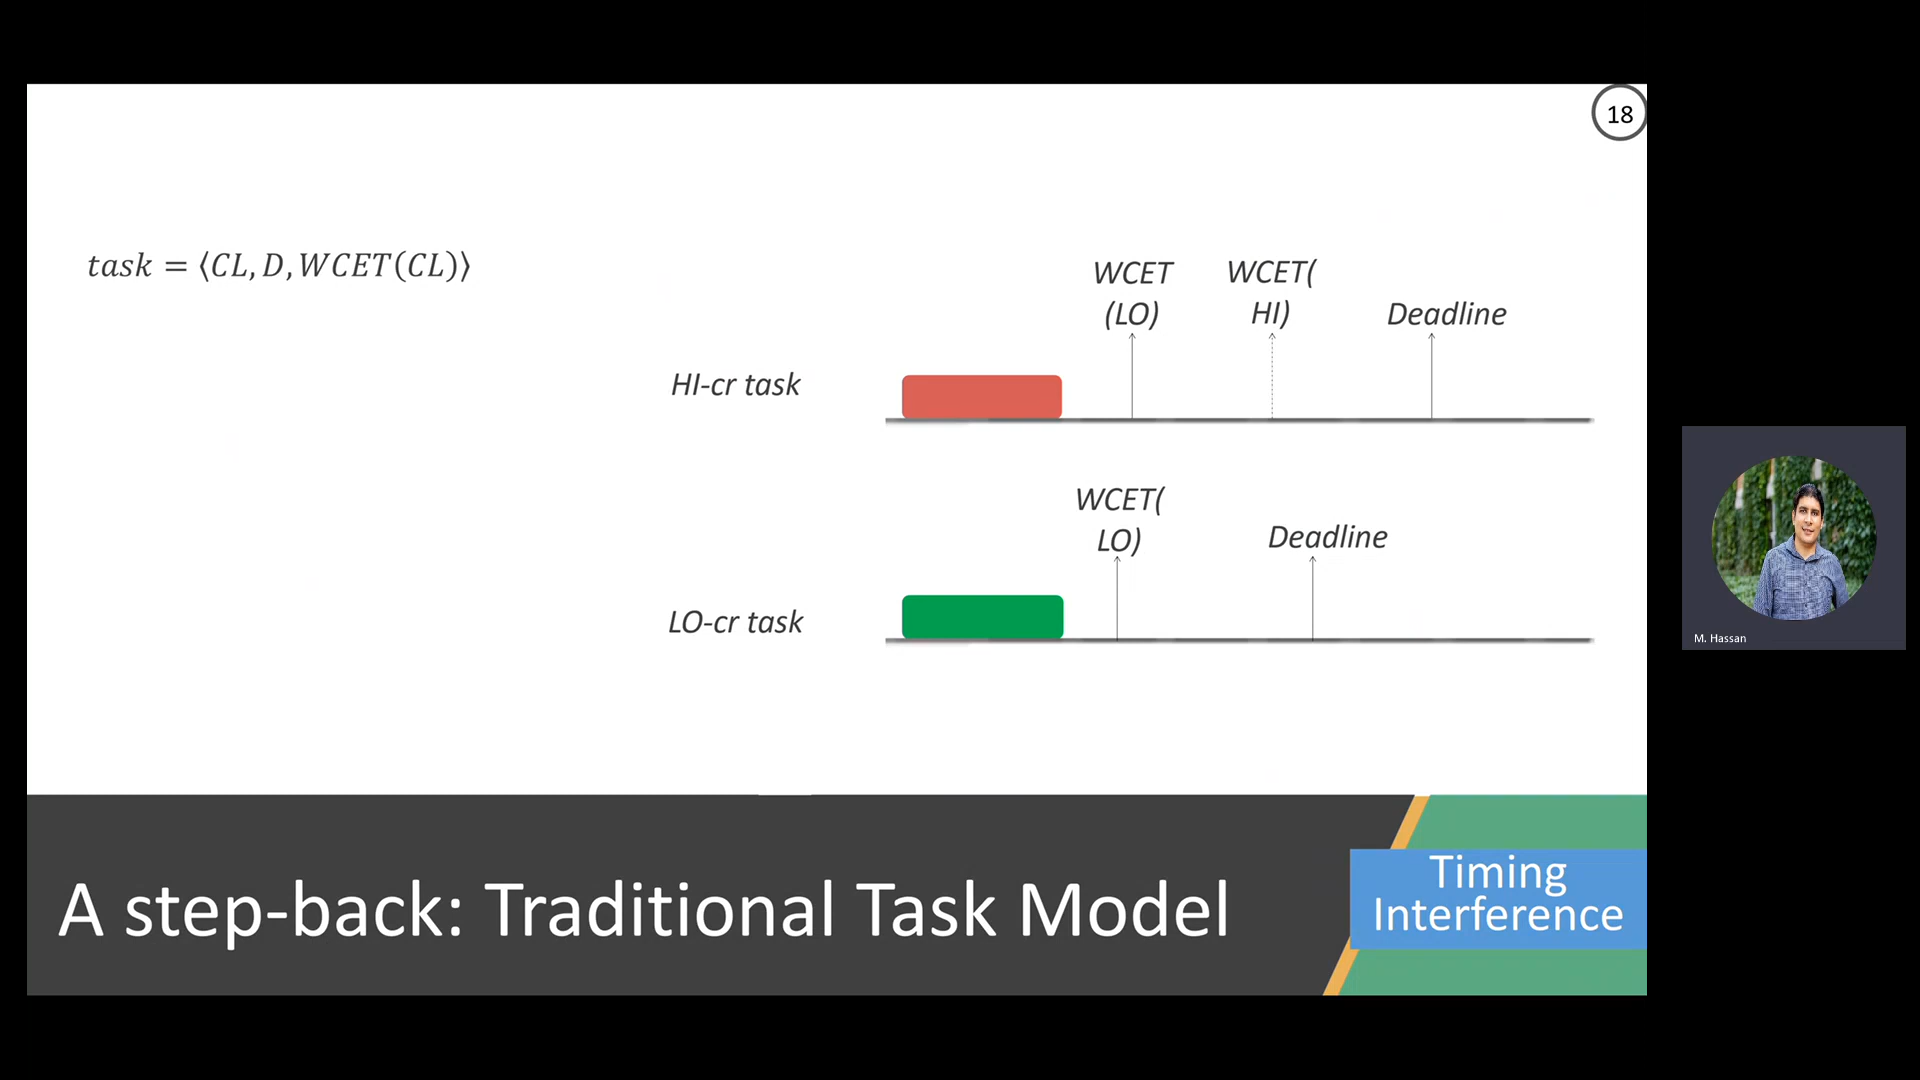 18
task = ⟨CL, D, WCET(CL)⟩
WCET
(LO)
WCET(
HI)
Deadline
HI-cr task
WCET(
LO)
Deadline
LO-cr task
M. Hassan
A step-back: Traditional Task Model
Timing
Interference